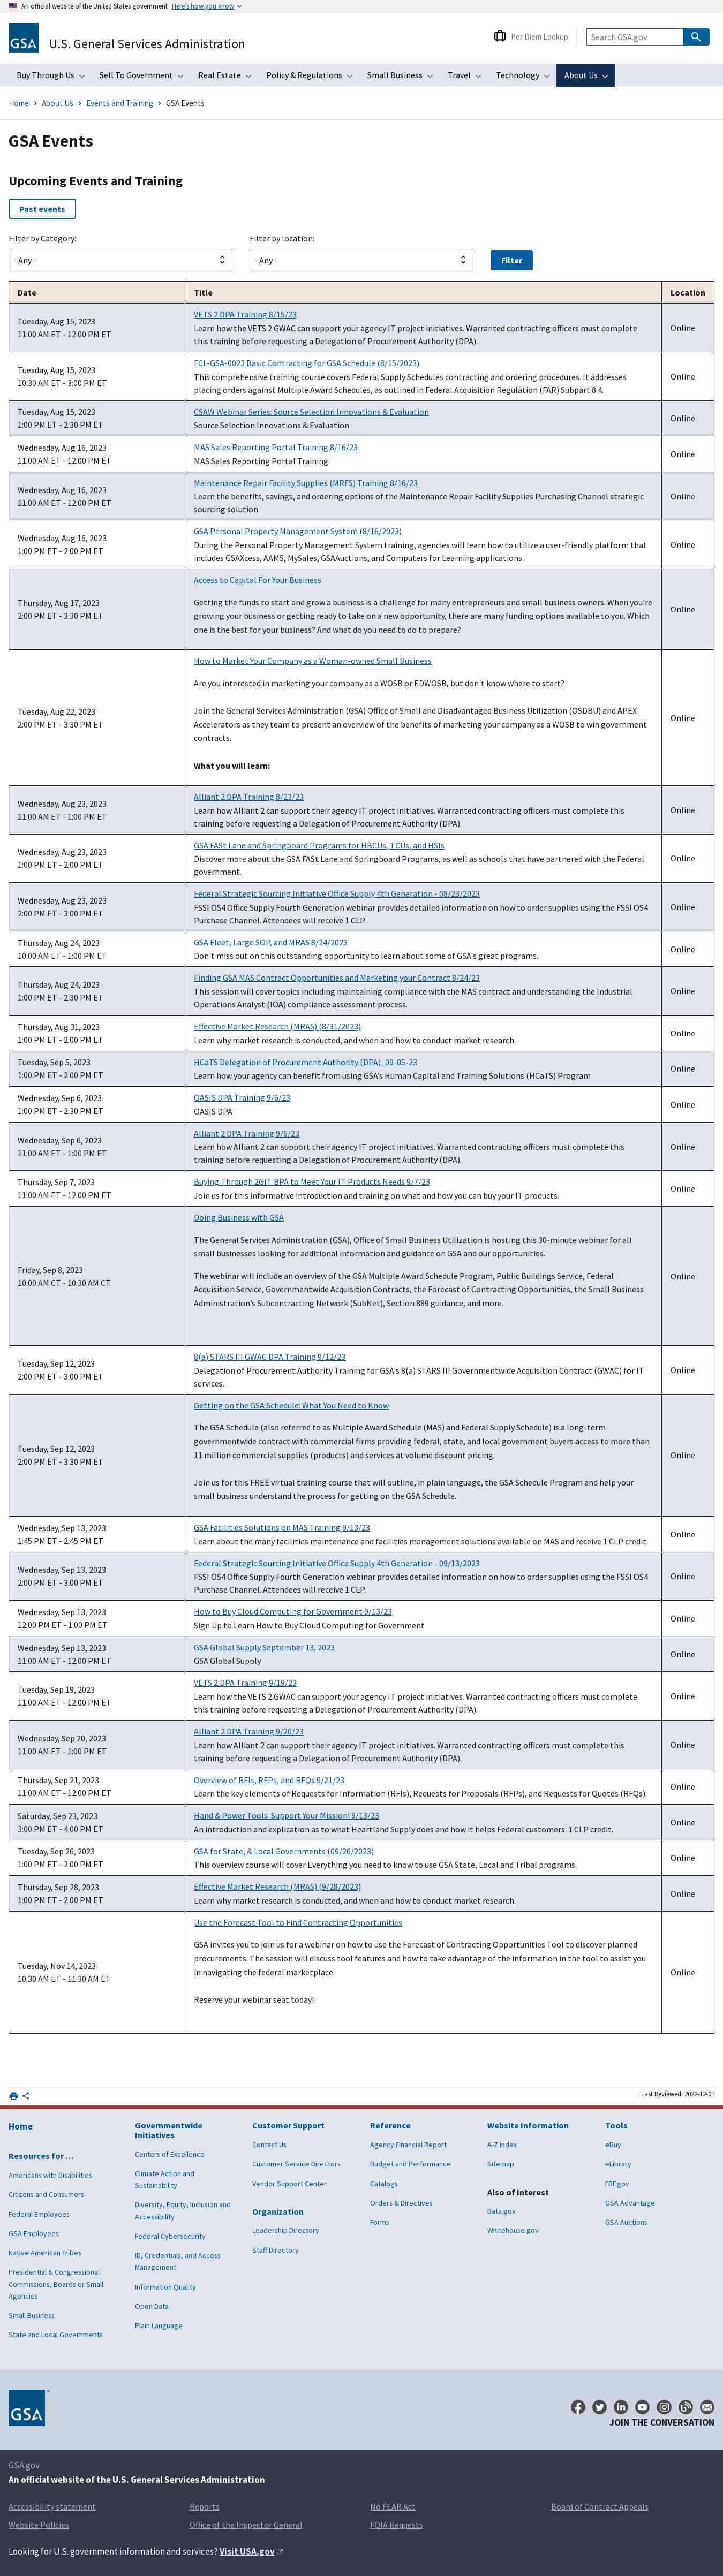 An official website of the United States government Here's how you know
GSA
U.S. General Services Administration
Per Diem Lookup
Search GSA.gov
Buy Through Us
Sell To Government
Real Estate
Policy & Regulations
Small Business
Travel
Technology
About Us
Home › About Us › Events and Training › GSA Events
GSA Events
Upcoming Events and Training
Past events
Filter by Category:
Filter by location:
- Any -
- Any -
Filter
Date Title Location
Tuesday, Aug 15, 2023
11:00 AM ET - 12:00 PM ET
VETS 2 DPA Training 8/15/23
Learn how the VETS 2 GWAC can support your agency IT project initiatives. Warranted contracting officers must complete
this training before requesting a Delegation of Procurement Authority (DPA).
Online
Tuesday, Aug 15, 2023
10:30 AM ET - 3:00 PM ET
FCL-GSA-0023 Basic Contracting for GSA Schedule (8/15/2023)
This comprehensive training course covers Federal Supply Schedules contracting and ordering procedures. It addresses
placing orders against Multiple Award Schedules, as outlined in Federal Acquisition Regulation (FAR) Subpart 8.4.
Online
Tuesday, Aug 15, 2023
1:00 PM ET - 2:30 PM ET
CSAW Webinar Series: Source Selection Innovations & Evaluation
Source Selection Innovations & Evaluation
Online
Wednesday, Aug 16, 2023
11:00 AM ET - 12:00 PM ET
MAS Sales Reporting Portal Training 8/16/23
MAS Sales Reporting Portal Training
Online
Wednesday, Aug 16, 2023
11:00 AM ET - 12:00 PM ET
Maintenance Repair Facility Supplies (MRFS) Training 8/16/23
Learn the benefits, savings, and ordering options of the Maintenance Repair Facility Supplies Purchasing Channel strategic
sourcing solution
Online
Wednesday, Aug 16, 2023
1:00 PM ET - 2:00 PM ET
GSA Personal Property Management System (8/16/2023)
During the Personal Property Management System training, agencies will learn how to utilize a user-friendly platform that
includes GSAXcess, AAMS, MySales, GSAAuctions, and Computers for Learning applications.
Online
Thursday, Aug 17, 2023
2:00 PM ET - 3:30 PM ET
Access to Capital For Your Business
Getting the funds to start and grow a business is a challenge for many entrepreneurs and small business owners. When you're
growing your business or getting ready to take on a new opportunity, there are many funding options available to you. Which
one is the best for your business? And what do you need to do to prepare?
Online
Tuesday, Aug 22, 2023
2:00 PM ET - 3:30 PM ET
How to Market Your Company as a Woman-owned Small Business
Are you interested in marketing your company as a WOSB or EDWOSB, but don't know where to start?
Join the General Services Administration (GSA) Office of Small and Disadvantaged Business Utilization (OSDBU) and APEX
Accelerators as they team to present an overview of the benefits of marketing your company as a WOSB to win government
contracts.
What you will learn:
Online
Wednesday, Aug 23, 2023
11:00 AM ET - 1:00 PM ET
Alliant 2 DPA Training 8/23/23
Learn how Alliant 2 can support their agency IT project initiatives. Warranted contracting officers must complete this
training before requesting a Delegation of Procurement Authority (DPA).
Online
Wednesday, Aug 23, 2023
1:00 PM ET - 2:00 PM ET
GSA FASt Lane and Springboard Programs for HBCUs, TCUs, and HSIs
Discover more about the GSA FASt Lane and Springboard Programs, as well as schools that have partnered with the Federal
government.
Online
Wednesday, Aug 23, 2023
2:00 PM ET - 3:00 PM ET
Federal Strategic Sourcing Initiative Office Supply 4th Generation - 08/23/2023
FSSI OS4 Office Supply Fourth Generation webinar provides detailed information on how to order supplies using the FSSI OS4
Purchase Channel. Attendees will receive 1 CLP.
Online
Thursday, Aug 24, 2023
10:00 AM ET - 1:00 PM ET
GSA Fleet, Large SOP, and MRAS 8/24/2023
Don't miss out on this outstanding opportunity to learn about some of GSA's great programs.
Online
Thursday, Aug 24, 2023
1:00 PM ET - 2:30 PM ET
Finding GSA MAS Contract Opportunities and Marketing your Contract 8/24/23
This session will cover topics including maintaining compliance with the MAS contract and understanding the Industrial
Operations Analyst (IOA) compliance assessment process.
Online
Thursday, Aug 31, 2023
1:00 PM ET - 2:00 PM ET
Effective Market Research (MRAS) (8/31/2023)
Learn why market research is conducted, and when and how to conduct market research.
Online
Tuesday, Sep 5, 2023
1:00 PM ET - 2:00 PM ET
HCaTS Delegation of Procurement Authority (DPA)_09-05-23
Learn how your agency can benefit from using GSA's Human Capital and Training Solutions (HCaTS) Program
Online
Wednesday, Sep 6, 2023
1:00 PM ET - 2:30 PM ET
OASIS DPA Training 9/6/23
OASIS DPA
Online
Wednesday, Sep 6, 2023
11:00 AM ET - 1:00 PM ET
Alliant 2 DPA Training 9/6/23
Learn how Alliant 2 can support their agency IT project initiatives. Warranted contracting officers must complete this
training before requesting a Delegation of Procurement Authority (DPA).
Online
Thursday, Sep 7, 2023
11:00 AM ET - 12:00 PM ET
Buying Through 2GIT BPA to Meet Your IT Products Needs 9/7/23
Join us for this informative introduction and training on what and how you can buy your IT products.
Online
Friday, Sep 8, 2023
10:00 AM CT - 10:30 AM CT
Doing Business with GSA
The General Services Administration (GSA), Office of Small Business Utilization is hosting this 30-minute webinar for all
small businesses looking for additional information and guidance on GSA and our opportunities.
The webinar will include an overview of the GSA Multiple Award Schedule Program, Public Buildings Service, Federal
Acquisition Service, Governmentwide Acquisition Contracts, the Forecast of Contracting Opportunities, the Small Business
Administration's Subcontracting Network (SubNet), Section 889 guidance, and more.
Online
Tuesday, Sep 12, 2023
2:00 PM ET - 3:00 PM ET
8(a) STARS III GWAC DPA Training 9/12/23
Delegation of Procurement Authority Training for GSA's 8(a) STARS III Governmentwide Acquisition Contract (GWAC) for IT
services.
Online
Tuesday, Sep 12, 2023
2:00 PM ET - 3:30 PM ET
Getting on the GSA Schedule: What You Need to Know
The GSA Schedule (also referred to as Multiple Award Schedule (MAS) and Federal Supply Schedule) is a long-term
governmentwide contract with commercial firms providing federal, state, and local government buyers access to more than
11 million commercial supplies (products) and services at volume discount pricing.
Join us for this FREE virtual training course that will outline, in plain language, the GSA Schedule Program and help your
small business understand the process for getting on the GSA Schedule.
Online
Wednesday, Sep 13, 2023
1:45 PM ET - 2:45 PM ET
GSA Facilities Solutions on MAS Training 9/13/23
Learn about the many facilities maintenance and facilities management solutions available on MAS and receive 1 CLP credit.
Online
Wednesday, Sep 13, 2023
2:00 PM ET - 3:00 PM ET
Federal Strategic Sourcing Initiative Office Supply 4th Generation - 09/13/2023
FSSI OS4 Office Supply Fourth Generation webinar provides detailed information on how to order supplies using the FSSI OS4
Purchase Channel. Attendees will receive 1 CLP.
Online
Wednesday, Sep 13, 2023
12:00 PM ET - 1:00 PM ET
How to Buy Cloud Computing for Government 9/13/23
Sign Up to Learn How to Buy Cloud Computing for Government
Online
Wednesday, Sep 13, 2023
11:00 AM ET - 12:00 PM ET
GSA Global Supply September 13, 2023
GSA Global Supply
Online
Tuesday, Sep 19, 2023
11:00 AM ET - 12:00 PM ET
VETS 2 DPA Training 9/19/23
Learn how the VETS 2 GWAC can support your agency IT project initiatives. Warranted contracting officers must complete
this training before requesting a Delegation of Procurement Authority (DPA).
Online
Wednesday, Sep 20, 2023
11:00 AM ET - 1:00 PM ET
Alliant 2 DPA Training 9/20/23
Learn how Alliant 2 can support their agency IT project initiatives. Warranted contracting officers must complete this
training before requesting a Delegation of Procurement Authority (DPA).
Online
Thursday, Sep 21, 2023
11:00 AM ET - 12:00 PM ET
Overview of RFIs, RFPs, and RFQs 9/21/23
Learn the key elements of Requests for Information (RFIs), Requests for Proposals (RFPs), and Requests for Quotes (RFQs).
Online
Saturday, Sep 23, 2023
3:00 PM ET - 4:00 PM ET
Hand & Power Tools-Support Your Mission! 9/13/23
An introduction and explication as to what Heartland Supply does and how it helps Federal customers. 1 CLP credit.
Online
Tuesday, Sep 26, 2023
1:00 PM ET - 2:00 PM ET
GSA for State, & Local Governments (09/26/2023)
This overview course will cover Everything you need to know to use GSA State, Local and Tribal programs.
Online
Thursday, Sep 28, 2023
1:00 PM ET - 2:00 PM ET
Effective Market Research (MRAS) (9/28/2023)
Learn why market research is conducted, and when and how to conduct market research.
Online
Tuesday, Nov 14, 2023
10:30 AM ET - 11:30 AM ET
Use the Forecast Tool to Find Contracting Opportunities
GSA invites you to join us for a webinar on how to use the Forecast of Contracting Opportunities Tool to discover planned
procurements. The session will discuss tool features and how to take advantage of the information in the tool to assist you
in navigating the federal marketplace.
Reserve your webinar seat today!
Online
Last Reviewed: 2022-12-07
Home
Resources for …
Americans with Disabilities
Citizens and Consumers
Federal Employees
GSA Employees
Native American Tribes
Presidential & Congressional
Commissions, Boards or Small
Agencies
Small Business
State and Local Governments
Governmentwide
Initiatives
Centers of Excellence
Climate Action and
Sustainability
Diversity, Equity, Inclusion and
Accessibility
Federal Cybersecurity
ID, Credentials, and Access
Management
Information Quality
Open Data
Plain Language
Customer Support
Contact Us
Customer Service Directors
Vendor Support Center
Organization
Leadership Directory
Staff Directory
Reference
Agency Financial Report
Budget and Performance
Catalogs
Orders & Directives
Forms
Website Information
A-Z Index
Sitemap
Also of Interest
Data.gov
Whitehouse.gov
Tools
eBuy
eLibrary
FBF.gov
GSA Advantage
GSA Auctions
GSA
JOIN THE CONVERSATION
GSA.gov
An official website of the U.S. General Services Administration
Accessibility statement
Reports
No FEAR Act
Board of Contract Appeals
Website Policies
Office of the Inspector General
FOIA Requests
Looking for U.S. government information and services? Visit USA.gov